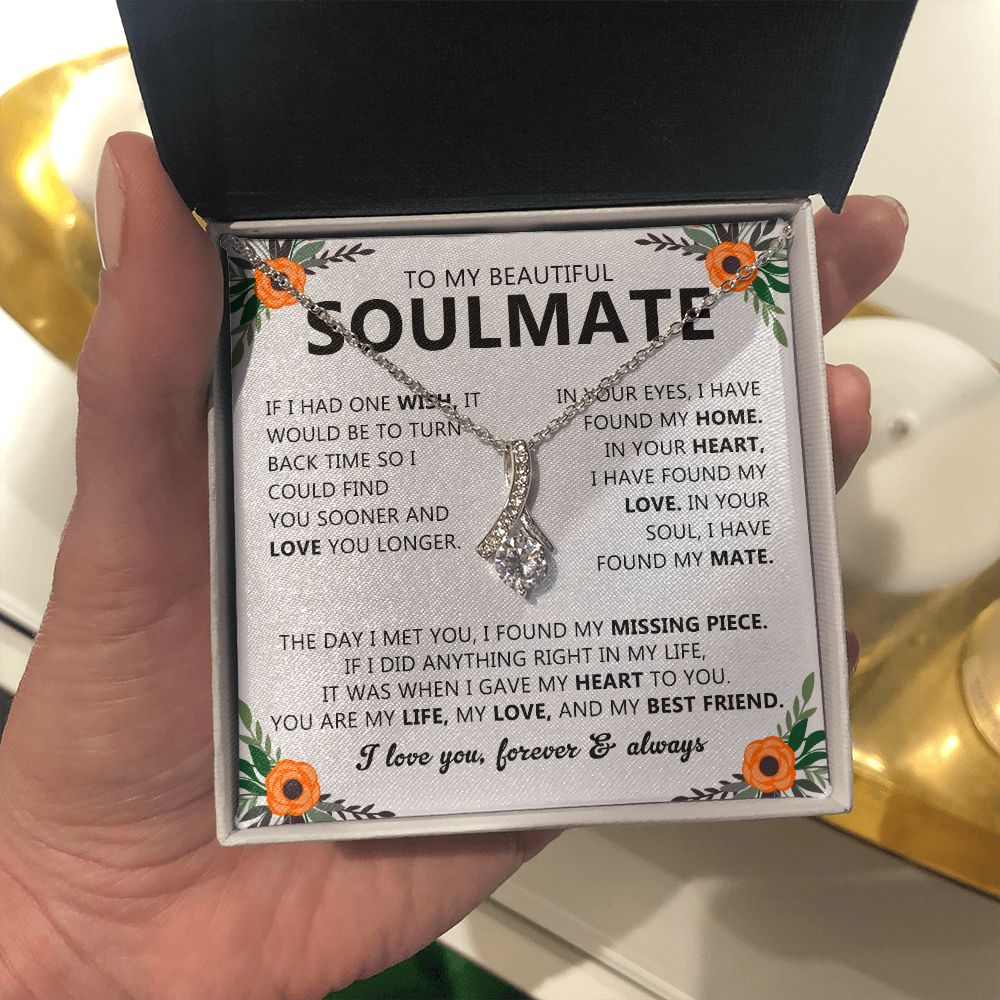 TO MY BEAUTIFUL
SOULMATE
IF I HAD ONE WISH, IT
WOULD BE TO TURN
BACK TIME SO I
COULD FIND
YOU SOONER AND
LOVE YOU LONGER.
IN YOUR EYES, I HAVE
FOUND MY HOME.
IN YOUR HEART,
I HAVE FOUND MY
LOVE. IN YOUR
SOUL, I HAVE
FOUND MY MATE.
THE DAY I MET YOU, I FOUND MY MISSING PIECE.
IF I DID ANYTHING RIGHT IN MY LIFE,
IT WAS WHEN I GAVE MY HEART TO YOU.
YOU ARE MY LIFE, MY LOVE, AND MY BEST FRIEND.
I love you, forever & always